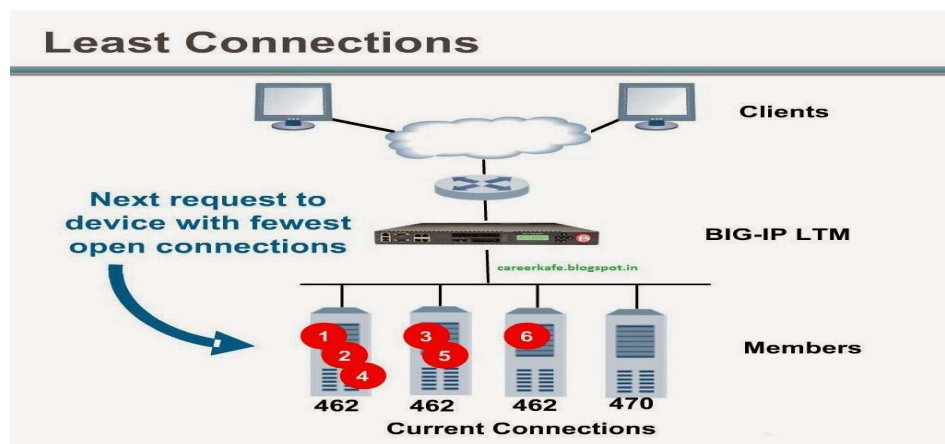 Least Connections
Clients
Next request to
device with fewest
open connections
BIG-IP LTM
careerkafe.blogspot.in
1
2
4
3
5
6
Members
462 462 462 470
Current Connections